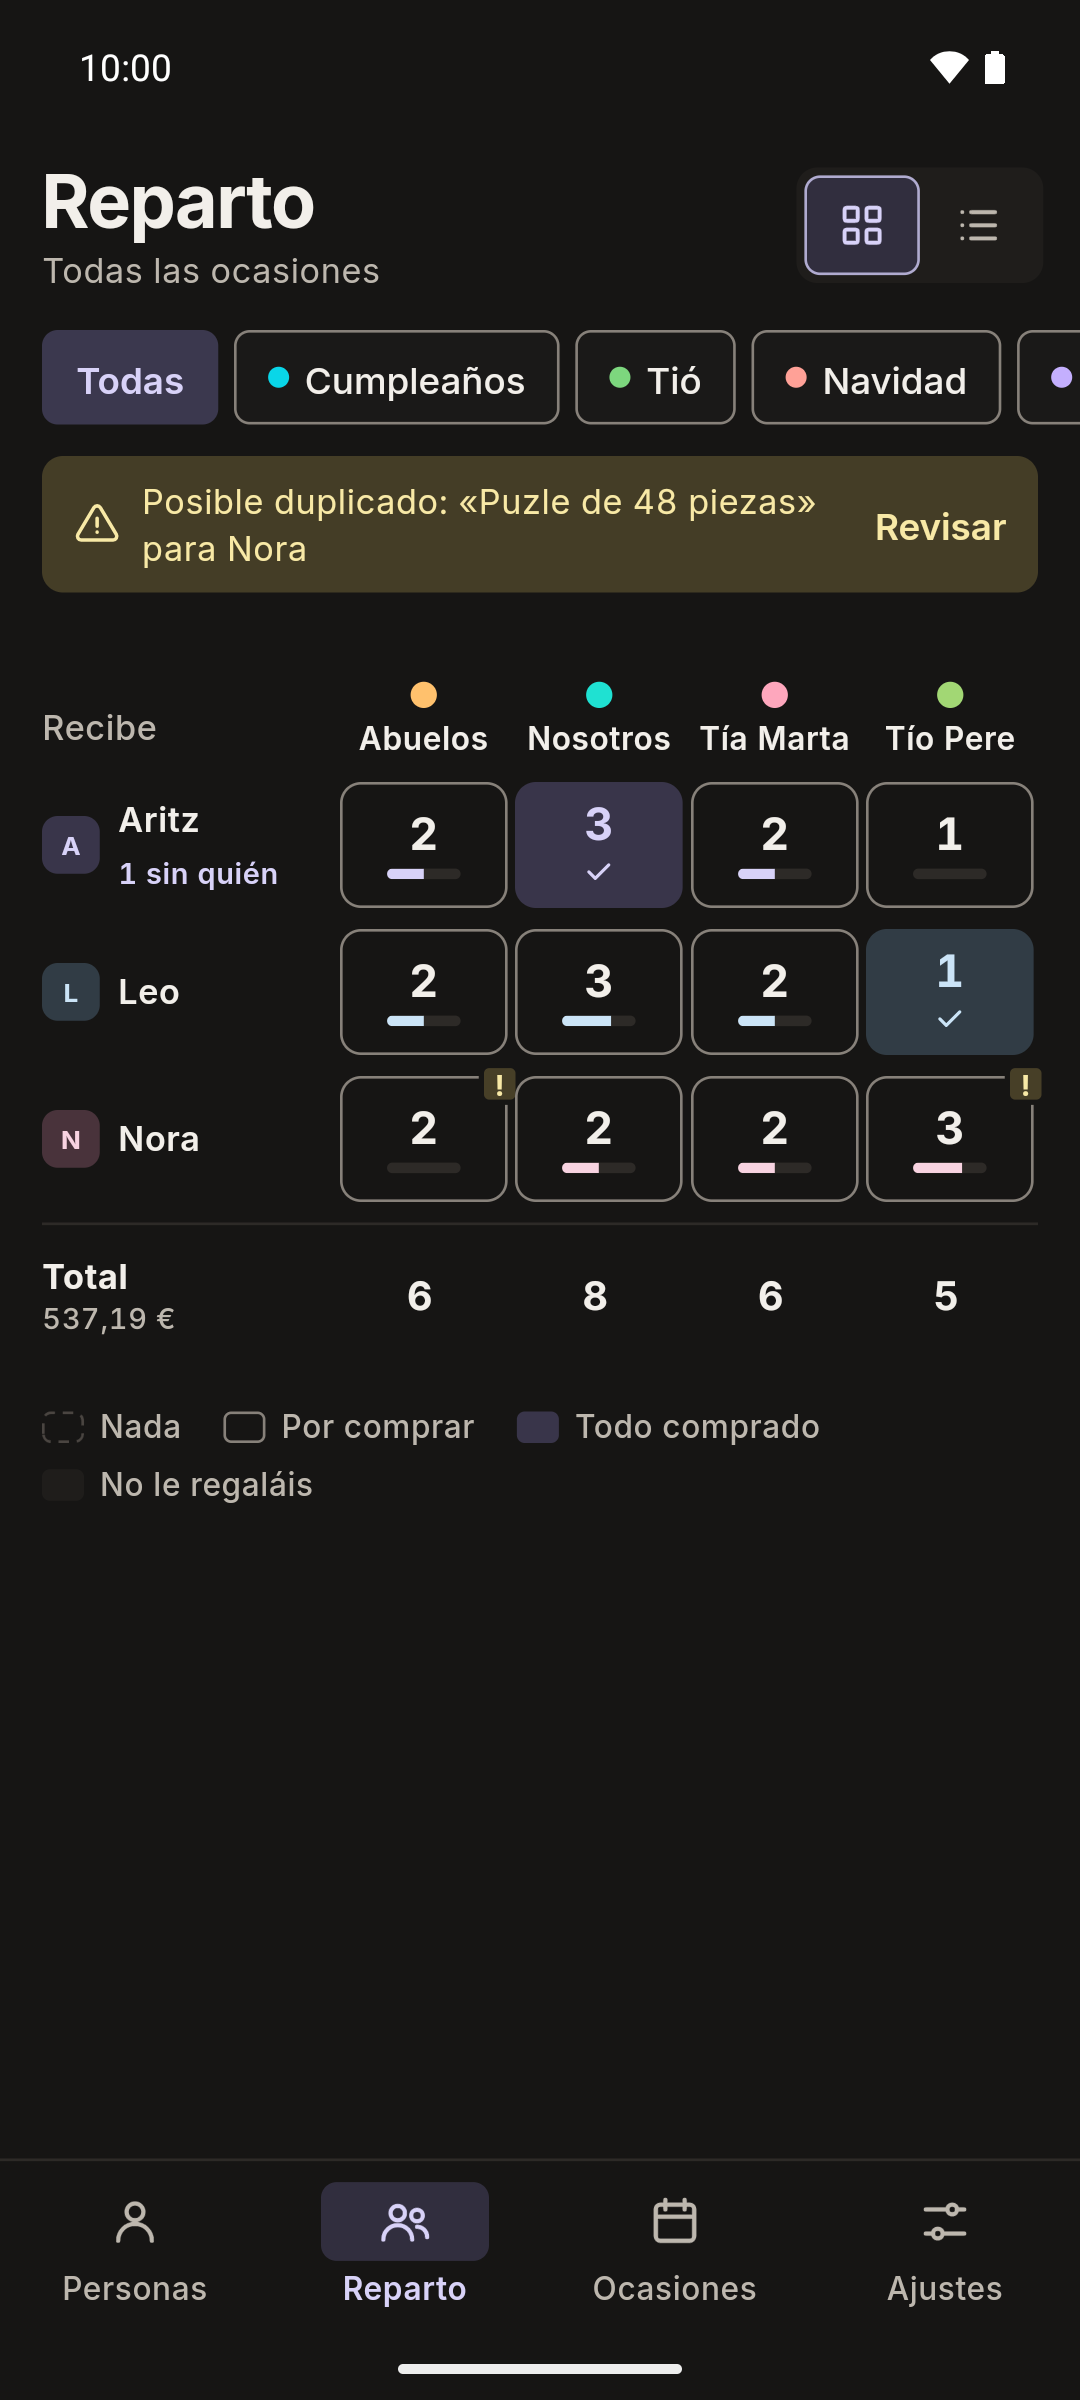 10:00
Reparto
Todas las ocasiones
Todas
Cumpleaños
Tió
Navidad
Posible duplicado: «Puzle de 48 piezas»
para Nora
Revisar
Recibe
Abuelos
Nosotros
Tía Marta
Tío Pere
A
Aritz
1 sin quién
2
3
2
1
L
Leo
2
3
2
1
N
Nora
2
!
2
2
3
!
Total
537,19 €
6
8
6
5
Nada
Por comprar
Todo comprado
No le regaláis
Personas
Reparto
Ocasiones
Ajustes